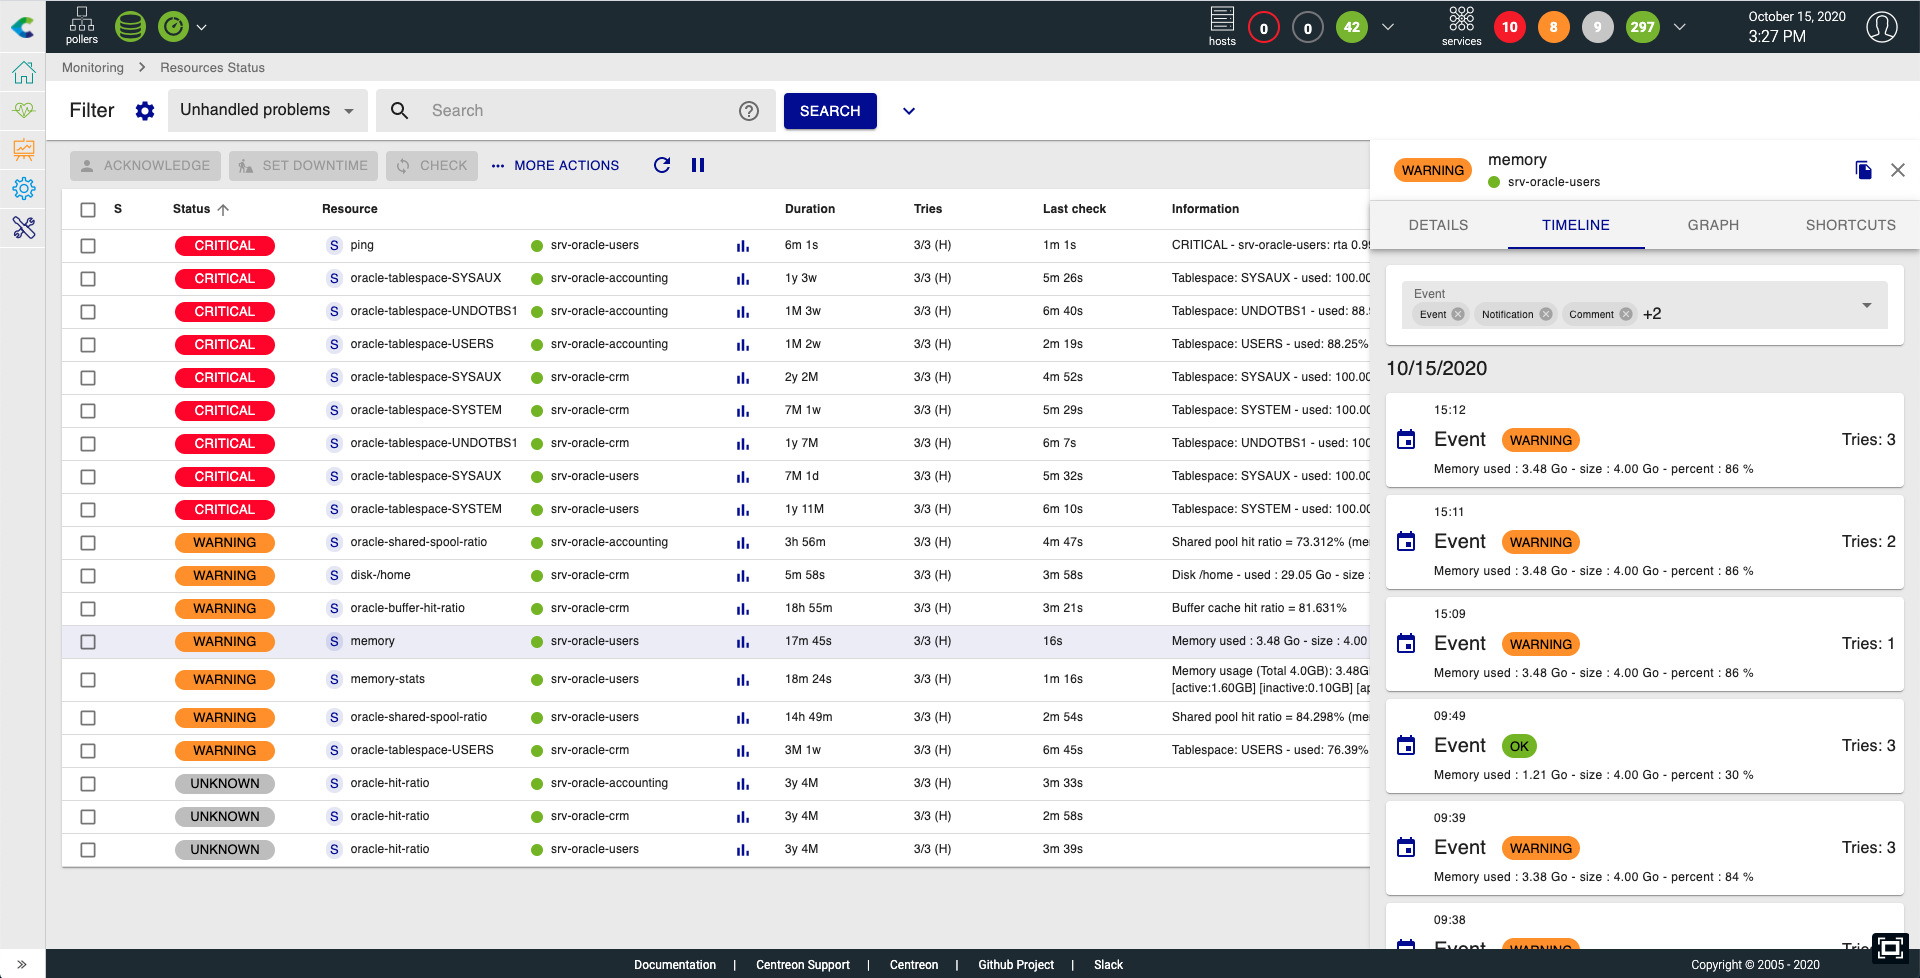 pollers
hosts 0 0 42
services 10 8 9 297
October 15, 2020
3:27 PM
Monitoring Resources Status
Filter Unhandled problems Search SEARCH
ACKNOWLEDGE SET DOWNTIME CHECK MORE ACTIONS
S Status Resource Duration Tries Last check Information
CRITICAL S ping srv-oracle-users 6m 1s 3/3 (H) 1m 1s CRITICAL - srv-oracle-users: rta 0.9
CRITICAL S oracle-tablespace-SYSAUX srv-oracle-accounting 1y 3w 3/3 (H) 5m 26s Tablespace: SYSAUX - used: 100.00
CRITICAL S oracle-tablespace-UNDOTBS1 srv-oracle-accounting 1M 3w 3/3 (H) 6m 40s Tablespace: UNDOTBS1 - used: 88.
CRITICAL S oracle-tablespace-USERS srv-oracle-accounting 1M 2w 3/3 (H) 2m 19s Tablespace: USERS - used: 88.25%
CRITICAL S oracle-tablespace-SYSAUX srv-oracle-crm 2y 2M 3/3 (H) 4m 52s Tablespace: SYSAUX - used: 100.00
CRITICAL S oracle-tablespace-SYSTEM srv-oracle-crm 7M 1w 3/3 (H) 5m 29s Tablespace: SYSTEM - used: 100.00
CRITICAL S oracle-tablespace-UNDOTBS1 srv-oracle-crm 1y 7M 3/3 (H) 6m 7s Tablespace: UNDOTBS1 - used: 100
CRITICAL S oracle-tablespace-SYSAUX srv-oracle-users 7M 1d 3/3 (H) 5m 32s Tablespace: SYSAUX - used: 100.00
CRITICAL S oracle-tablespace-SYSTEM srv-oracle-users 1y 11M 3/3 (H) 6m 10s Tablespace: SYSTEM - used: 100.00
WARNING S oracle-shared-spool-ratio srv-oracle-accounting 3h 56m 3/3 (H) 4m 47s Shared pool hit ratio = 73.312% (me
WARNING S disk-/home srv-oracle-crm 5m 58s 3/3 (H) 3m 58s Disk /home - used : 29.05 Go - size :
WARNING S oracle-buffer-hit-ratio srv-oracle-crm 18h 55m 3/3 (H) 3m 21s Buffer cache hit ratio = 81.631%
WARNING S memory srv-oracle-users 17m 45s 3/3 (H) 16s Memory used : 3.48 Go - size : 4.00
WARNING S memory-stats srv-oracle-users 18m 24s 3/3 (H) 1m 16s Memory usage (Total 4.0GB): 3.48G
[active:1.60GB] [inactive:0.10GB] [ap
WARNING S oracle-shared-spool-ratio srv-oracle-users 14h 49m 3/3 (H) 2m 54s Shared pool hit ratio = 84.298% (me
WARNING S oracle-tablespace-USERS srv-oracle-crm 3M 1w 3/3 (H) 6m 45s Tablespace: USERS - used: 76.39%
UNKNOWN S oracle-hit-ratio srv-oracle-accounting 3y 4M 3/3 (H) 3m 33s
UNKNOWN S oracle-hit-ratio srv-oracle-crm 3y 4M 3/3 (H) 2m 58s
UNKNOWN S oracle-hit-ratio srv-oracle-users 3y 4M 3/3 (H) 3m 39s
WARNING memory
srv-oracle-users
DETAILS TIMELINE GRAPH SHORTCUTS
Event
Event Notification Comment +2
10/15/2020
15:12
Event WARNING Tries: 3
Memory used : 3.48 Go - size : 4.00 Go - percent : 86 %
15:11
Event WARNING Tries: 2
Memory used : 3.48 Go - size : 4.00 Go - percent : 86 %
15:09
Event WARNING Tries: 1
Memory used : 3.48 Go - size : 4.00 Go - percent : 86 %
09:49
Event OK Tries: 3
Memory used : 1.21 Go - size : 4.00 Go - percent : 30 %
09:39
Event WARNING Tries: 3
Memory used : 3.38 Go - size : 4.00 Go - percent : 84 %
09:38
Event WARNING
Documentation | Centreon Support | Centreon | Github Project | Slack
Copyright © 2005 - 2020